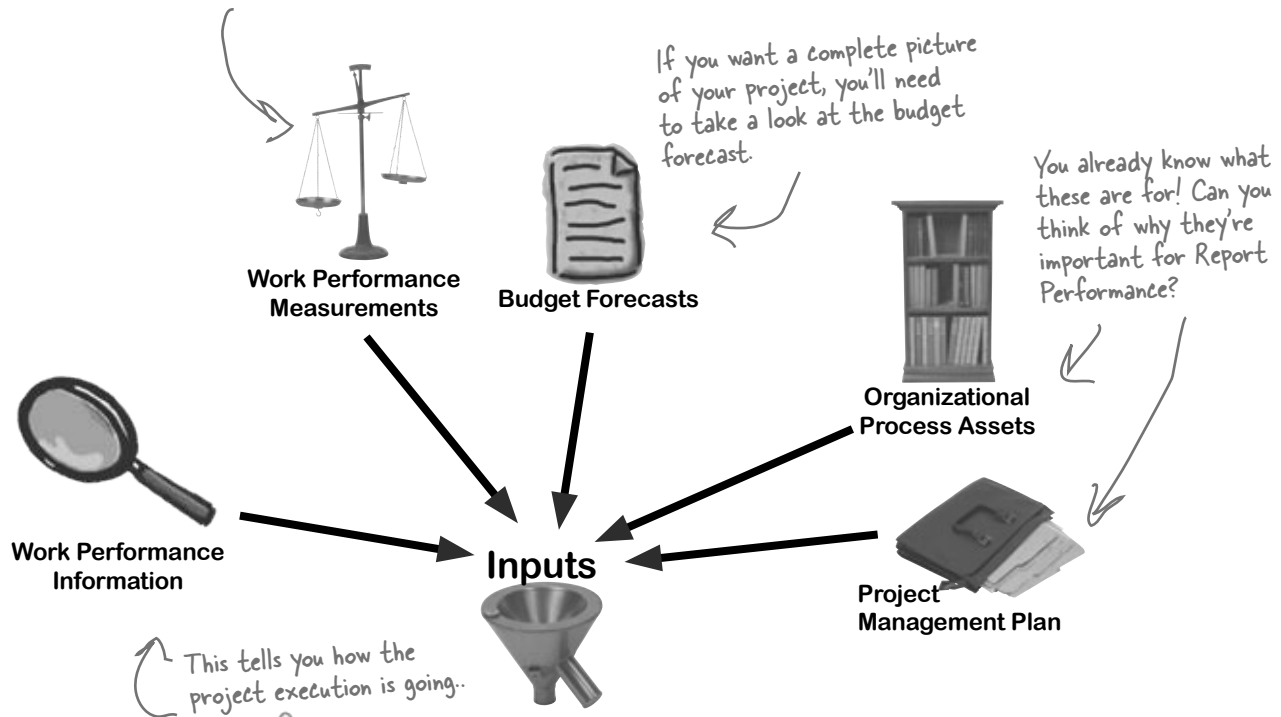 If you want a complete picture
of your project, you'll need
to take a look at the budget
forecast.
You already know what
these are for! Can you
think of why they're
important for Report
Performance?
Work Performance
Measurements
Budget Forecasts
Organizational
Process Assets
Work Performance
Information
Inputs
Project
Management Plan
This tells you how the
project execution is going..